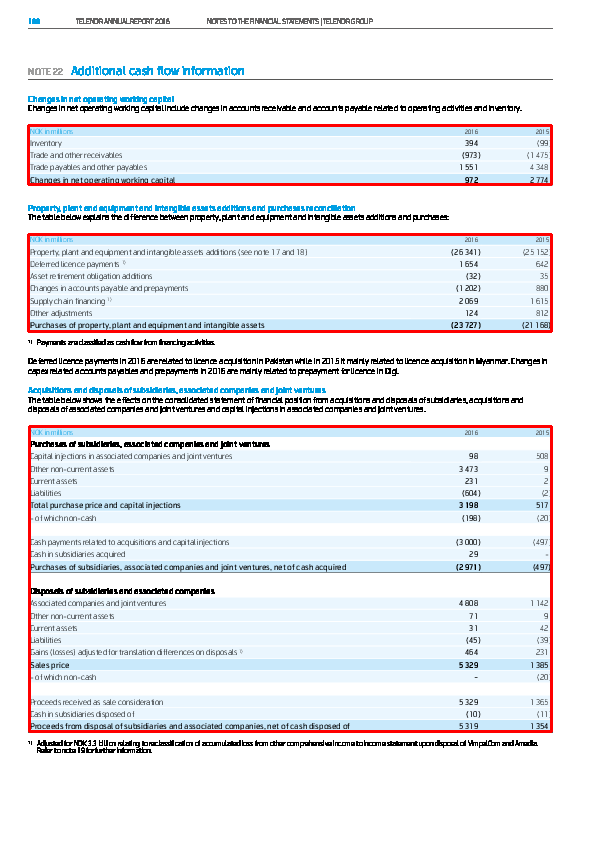 188 TELENOR ANNUAL REPORT 2016 NOTES TO THE FINANCIAL STATEMENTS | TELENOR GROUP
NOTE 22 Additional cash flow information
Changes in net operating working capital
Changes in net operating working capital include changes in accounts receivable and accounts payable related to operating activities and inventory.
NOK in millions 2016 2015
Inventory 394 (99
Trade and other receivables (973) (1 475
Trade payables and other payables 1 551 4 348
Changes in net operating working capital 972 2 774
Property, plant and equipment and intangible assets additions and purchases reconciliation
The table below explains the difference between property, plant and equipment and intangible assets additions and purchases:
NOK in millions 2016 2015
Property, plant and equipment and intangible assets additions (see note 17 and 18) (26 341) (25 152
Deferred licence payments 1) 1 654 642
Asset retirement obligation additions (32) 35
Changes in accounts payable and prepayments (1 202) 880
Supply chain financing 1) 2 069 1 615
Other adjustments 124 812
Purchases of property, plant and equipment and intangible assets (23 727) (21 168)
1) Payments are classified as cash flow from financing activities.
Deferred licence payments in 2016 are related to licence acquisition in Pakistan while in 2015 it mainly related to licence acquisition in Myanmar. Changes in
capex related accounts payables and prepayments in 2016 are mainly related to prepayment for licence in Digi.
Acquisitions and disposals of subsidiaries, associated companies and joint ventures
The table below shows the effects on the consolidated statement of financial position from acquisitions and disposals of subsidiaries, acquisitions and
disposals of associated companies and joint ventures and capital injections in associated companies and joint ventures.
NOK in millions 2016 2015
Purchases of subsidiaries, associated companies and joint ventures
Capital injections in associated companies and joint ventures 98 508
Other non-current assets 3 473 9
Current assets 231 2
Liabilities (604) (2
Total purchase price and capital injections 3 198 517
- of which non-cash (198) (20
Cash payments related to acquisitions and capital injections (3 000) (497
Cash in subsidiaries acquired 29 -
Purchases of subsidiaries, associated companies and joint ventures, net of cash acquired (2 971) (497)
Disposals of subsidiaries and associated companies
Associated companies and joint ventures 4 808 1 142
Other non-current assets 71 9
Current assets 31 42
Liabilities (45) (39
Gains (losses) adjusted for translation differences on disposals 1) 464 231
Sales price 5 329 1 385
- of which non-cash - (20
Proceeds received as sale consideration 5 329 1 365
Cash in subsidiaries disposed of (10) (11
Proceeds from disposal of subsidiaries and associated companies, net of cash disposed of 5 319 1 354
1) Adjusted for NOK 3.3 billion relating to reclassification of accumulated loss from other comprehensive income to income statement upon disposal of VimpelCom and Amedia.
Refer to note 19 for further information.